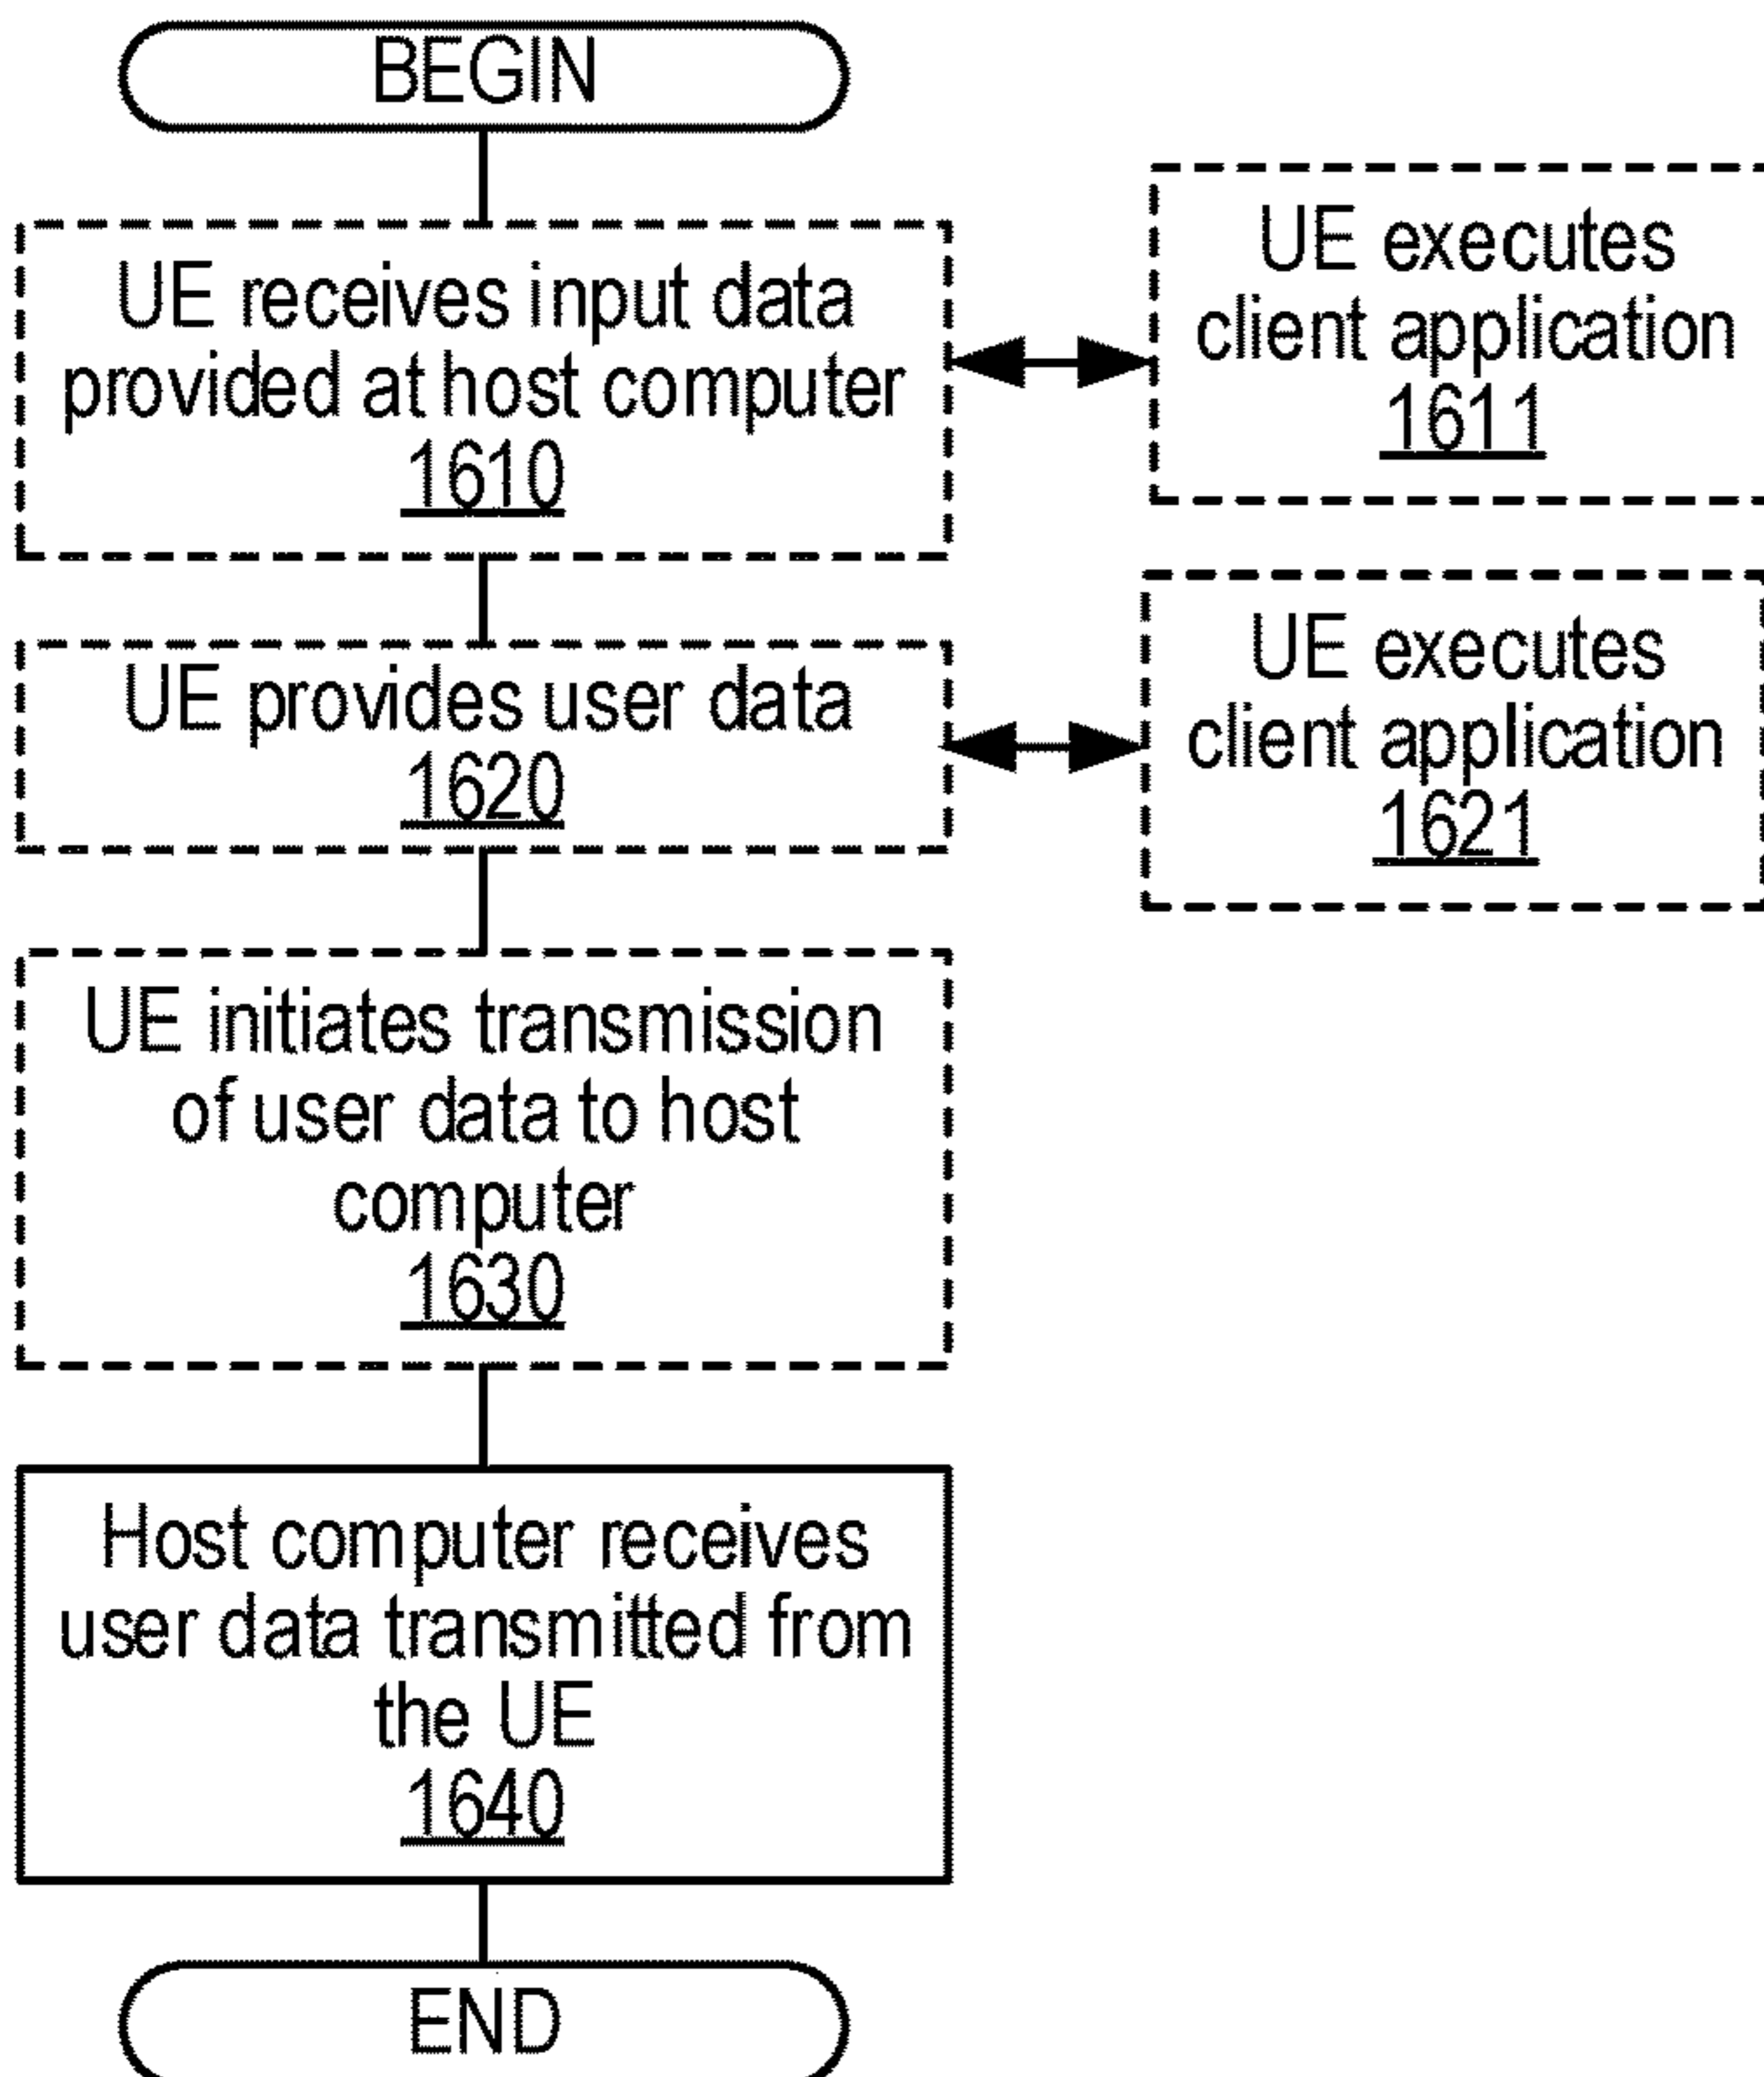 BEGIN
UE receives input data
provided at host computer
1610
UE executes
client application
1611
UE provides user data
1620
UE executes
client application
1621
UE initiates transmission
of user data to host
computer
1630
Host computer receives
user data transmitted from
the UE
1640
END